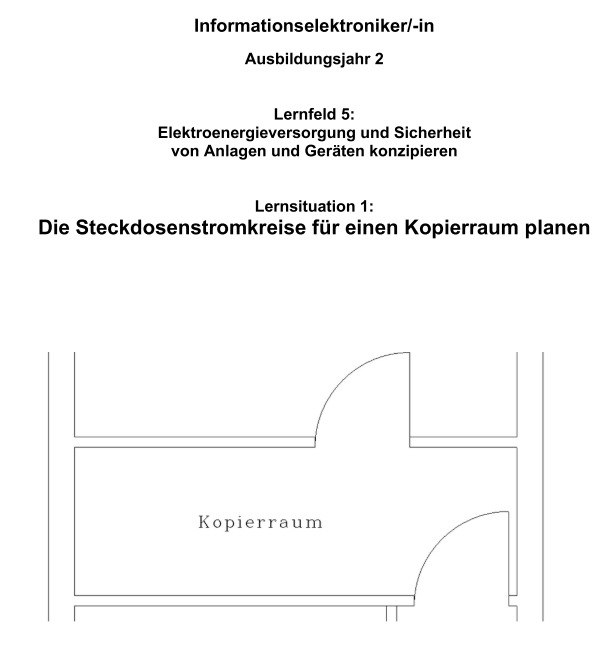 Informationselektroniker/-in
Ausbildungsjahr 2
Lernfeld 5:
Elektroenergieversorgung und Sicherheit
von Anlagen und Geräten konzipieren
Lernsituation 1:
Die Steckdosenstromkreise für einen Kopierraum planen
Kopierraum